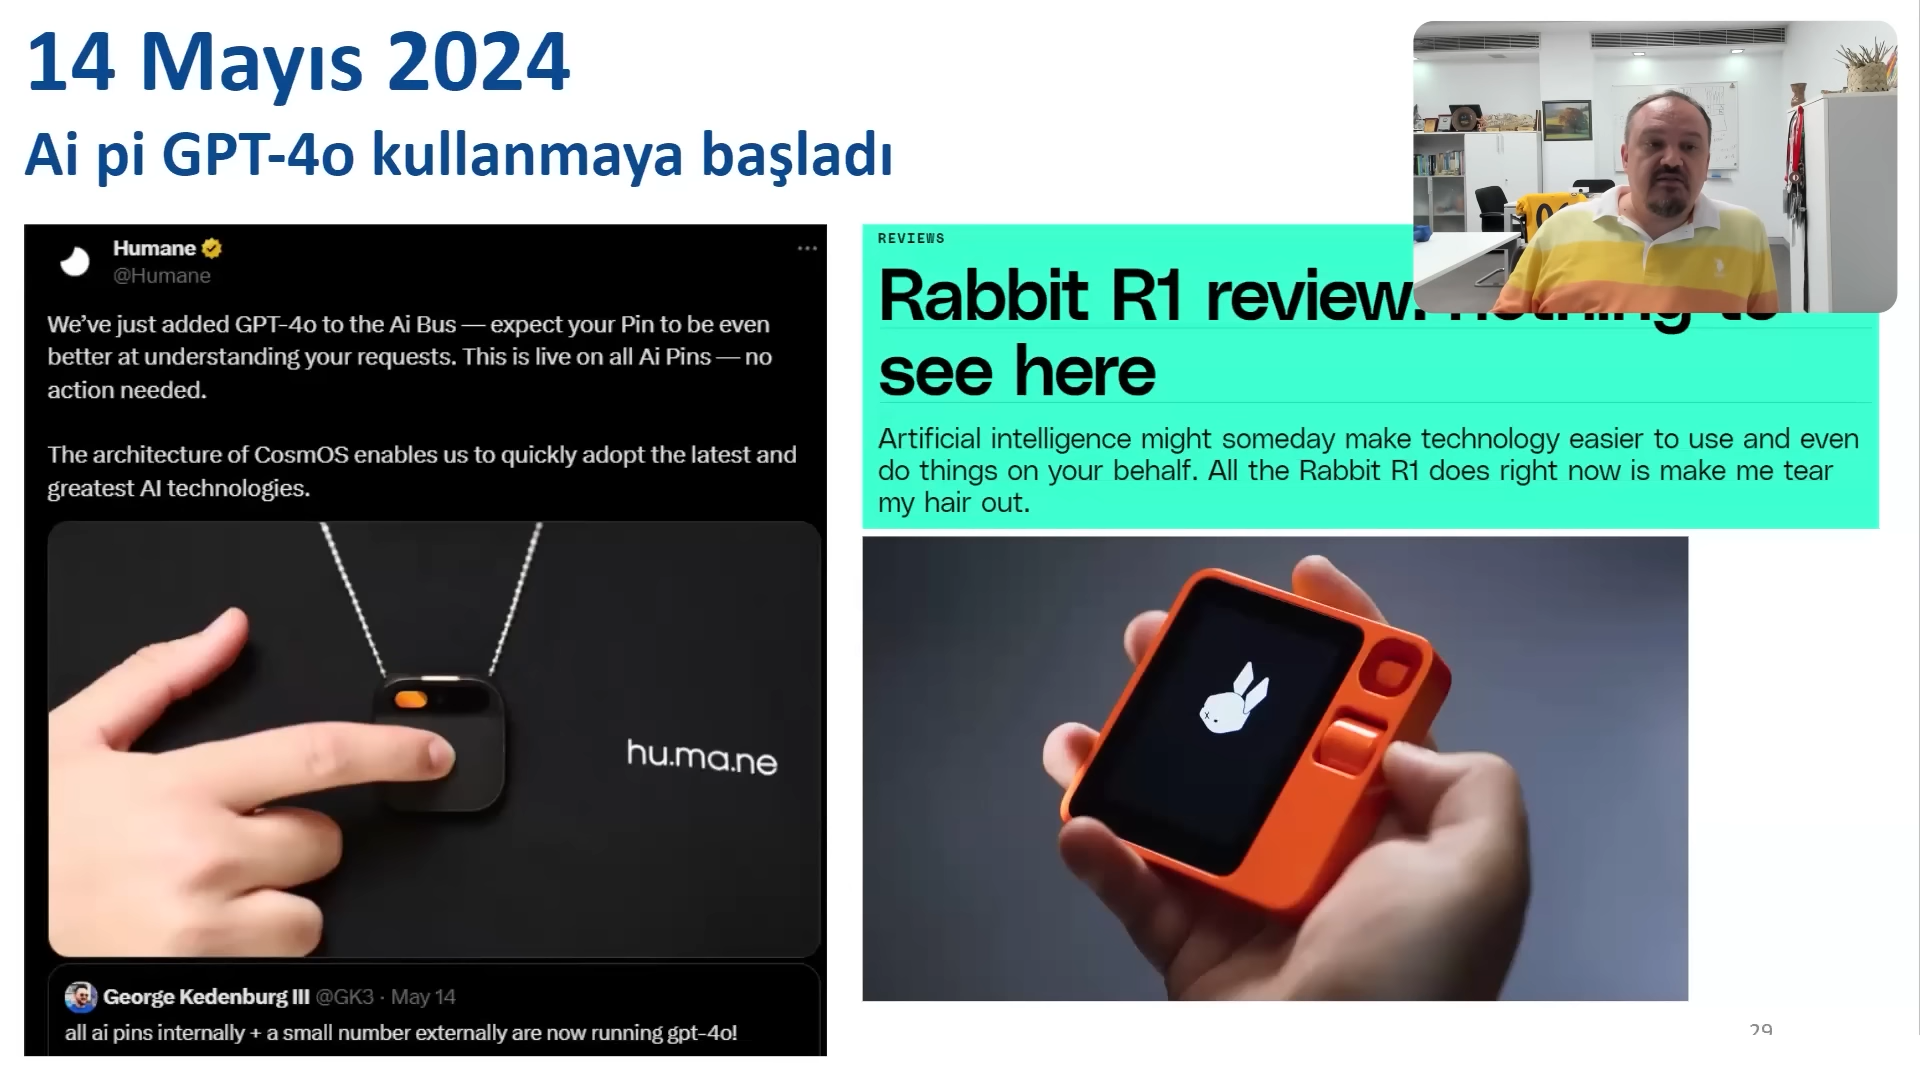 14 Mayıs 2024
Ai pi GPT-4o kullanmaya başladı
Humane
@Humane
We've just added GPT-4o to the Ai Bus — expect your Pin to be even
better at understanding your requests. This is live on all Ai Pins — no
action needed.
The architecture of CosmOS enables us to quickly adopt the latest and
greatest AI technologies.
hu.ma.ne
George Kedenburg III @GK3 · May 14
all ai pins internally + a small number externally are now running gpt-4o!
REVIEWS
Rabbit R1 review: nothing to
see here
Artificial intelligence might someday make technology easier to use and even
do things on your behalf. All the Rabbit R1 does right now is make me tear
my hair out.
29